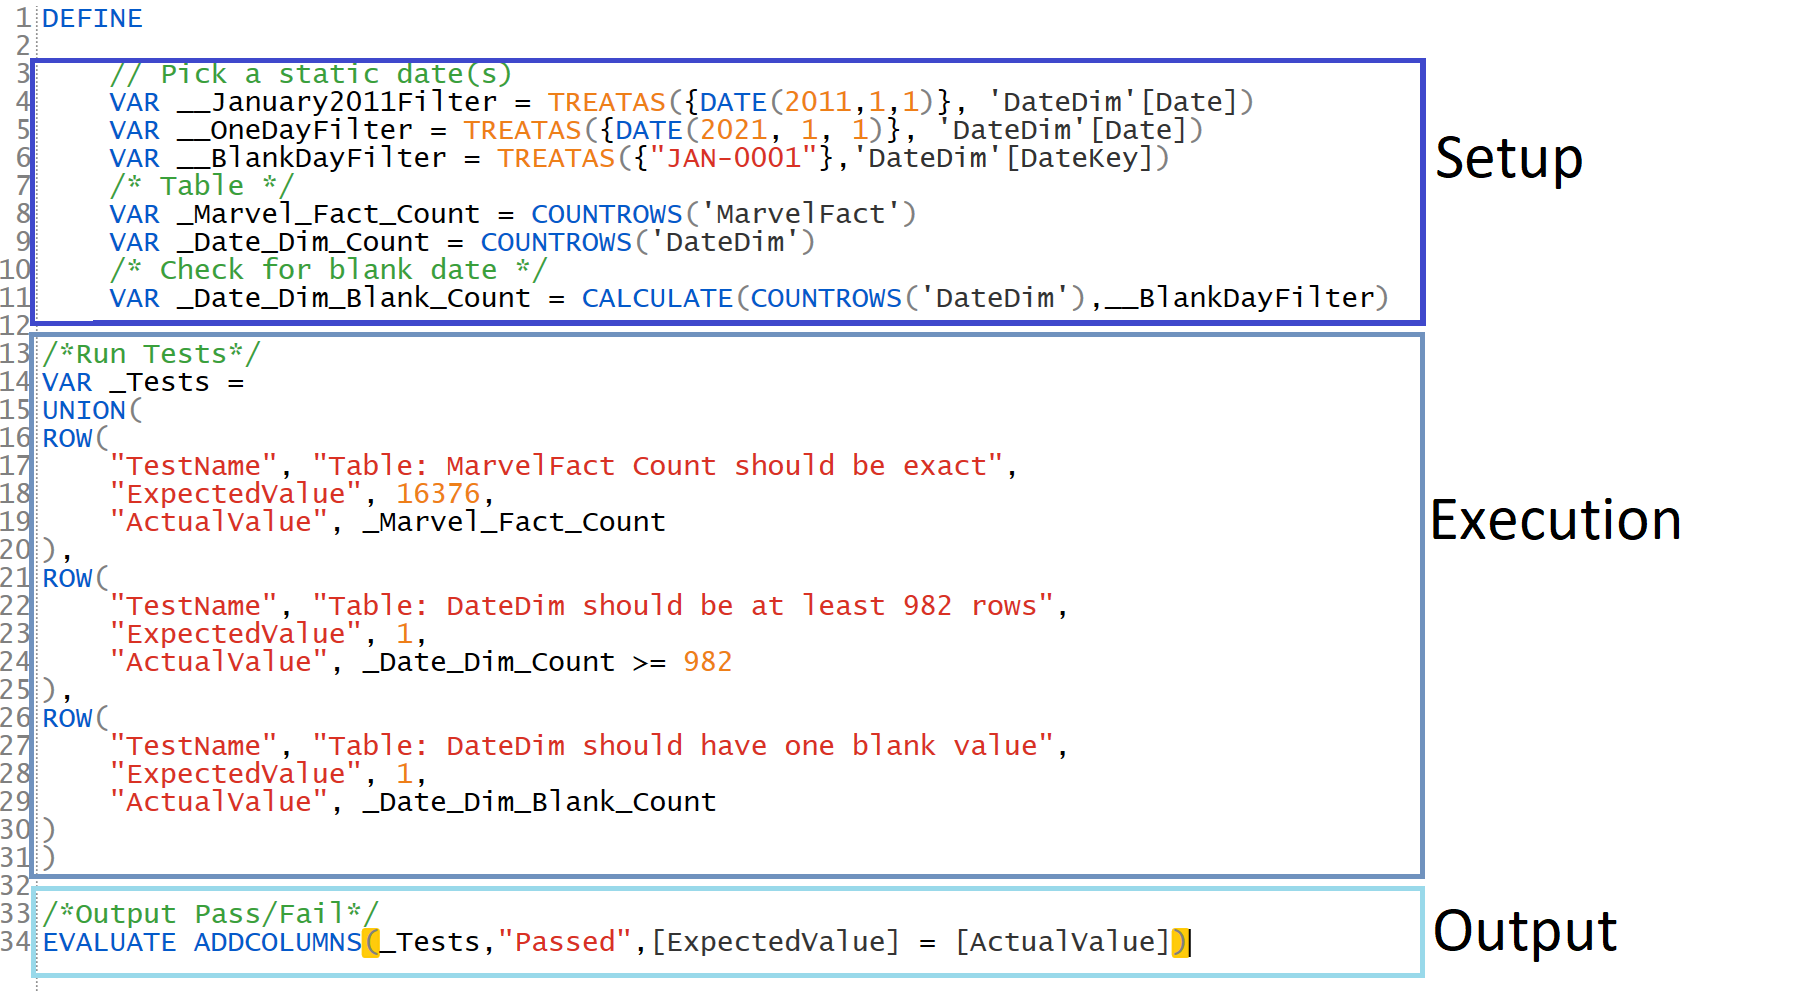 1 DEFINE
2
3 // Pick a static date(s)
4 VAR __January2011Filter = TREATAS({DATE(2011,1,1)}, 'DateDim'[Date])
5 VAR __OneDayFilter = TREATAS({DATE(2021, 1, 1)}, 'DateDim'[Date])
6 VAR __BlankDayFilter = TREATAS({"JAN-0001"},'DateDim'[DateKey])
7 /* Table */
8 VAR _Marvel_Fact_Count = COUNTROWS('MarvelFact')
9 VAR _Date_Dim_Count = COUNTROWS('DateDim')
10 /* Check for blank date */
11 VAR _Date_Dim_Blank_Count = CALCULATE(COUNTROWS('DateDim'),__BlankDayFilter)
Setup
12
13 /*Run Tests*/
14 VAR _Tests =
15 UNION(
16 ROW(
17 "TestName", "Table: MarvelFact Count should be exact",
18 "ExpectedValue", 16376,
19 "ActualValue", _Marvel_Fact_Count
20 ),
21 ROW(
22 "TestName", "Table: DateDim should be at least 982 rows",
23 "ExpectedValue", 1,
24 "ActualValue", _Date_Dim_Count >= 982
25 ),
26 ROW(
27 "TestName", "Table: DateDim should have one blank value",
28 "ExpectedValue", 1,
29 "ActualValue", _Date_Dim_Blank_Count
30 )
31 )
Execution
32
33 /*Output Pass/Fail*/
34 EVALUATE ADDCOLUMNS(_Tests,"Passed",[ExpectedValue] = [ActualValue])
Output